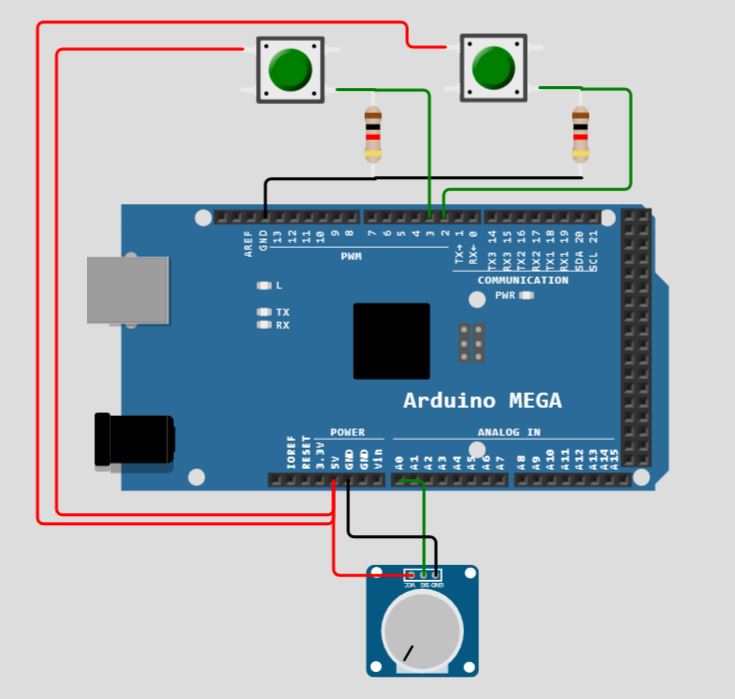 AREF GND 13 12 11 10 9 8 7 6 5 4 3 2 TX→ 1 RX← 0 TX3 14 RX3 15 TX2 16 RX2 17 TX1 18 RX1 19 SDA 20 SCL 21
PWM
COMMUNICATION
L
PWR
TX
RX
Arduino MEGA
POWER
ANALOG IN
IOREF RESET 3.3V 5V GND GND Vin A0 A1 A2 A3 A4 A5 A6 A7 A8 A9 A10 A11 A12 A13 A14 A15
VCC SIG GND